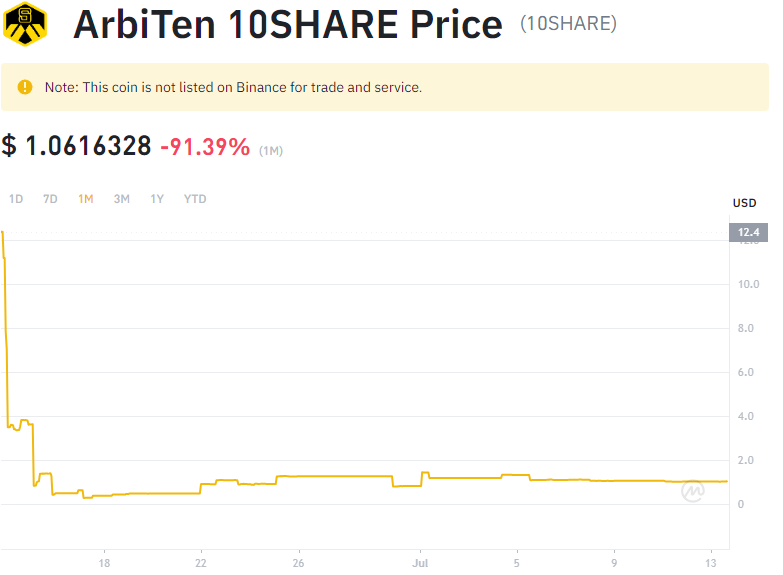 ArbiTen 10SHARE Price (10SHARE)
Note: This coin is not listed on Binance for trade and service.
$ 1.0616328 -91.39% (1M)
1D 7D 1M 3M 1Y YTD
USD
12.4
10.0
8.0
6.0
4.0
2.0
0
18 22 26 Jul 5 9 13